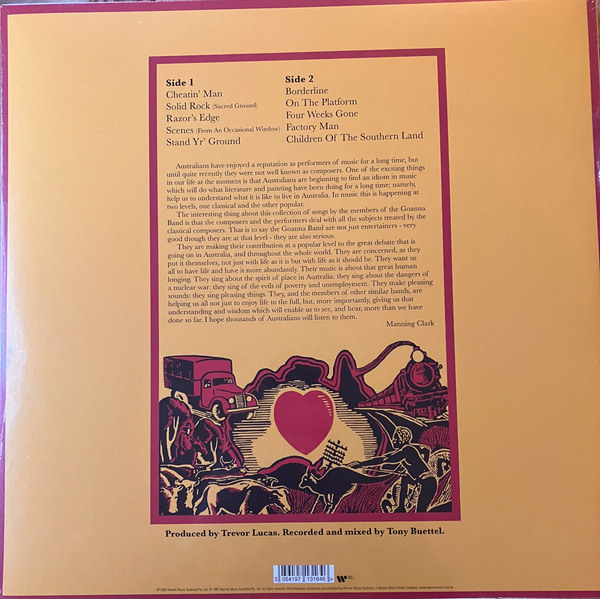 Side 1
Cheatin' Man
Solid Rock (Sacred Ground)
Razor's Edge
Scenes (From An Occasional Window)
Stand Yr' Ground
Side 2
Borderline
On The Platform
Four Weeks Gone
Factory Man
Children Of The Southern Land
Australians have enjoyed a reputation as performers of music for a long time, but
until quite recently they were not well known as composers. One of the exciting things
in our life at the moment is that Australians are beginning to find an idiom in music
which will do what literature and painting have been doing for a long time; namely,
help us to understand what it is like to live in Australia. In music this is happening at
two levels, one classical and the other popular.
The interesting thing about this collection of songs by the members of the Goanna
Band is that the composers and the performers deal with all the subjects treated by the
classical composers. That is to say the Goanna Band are not just entertainers - very
good though they are at that level - they are also serious.
They are making their contribution at a popular level to the great debate that is
going on in Australia, and throughout the whole world. They are concerned, as they
put it themselves, not just with life as it is but with life as it should be. They want us
all to have life and have it more abundantly. Their music is about that great human
longing. They sing about the spirit of place in Australia: they sing about the dangers of
a nuclear war: they sing of the evils of poverty and unemployment. They make pleasing
sounds: they sing pleasing things. They, and the members of other similar bands, are
helping us all not just to enjoy life to the full, but, more importantly, giving us that
understanding and wisdom which will enable us to see, and hear, more than we have
done so far. I hope thousands of Australians will listen to them.
Manning Clark
Produced by Trevor Lucas. Recorded and mixed by Tony Buettel.
5 054197 131646 >